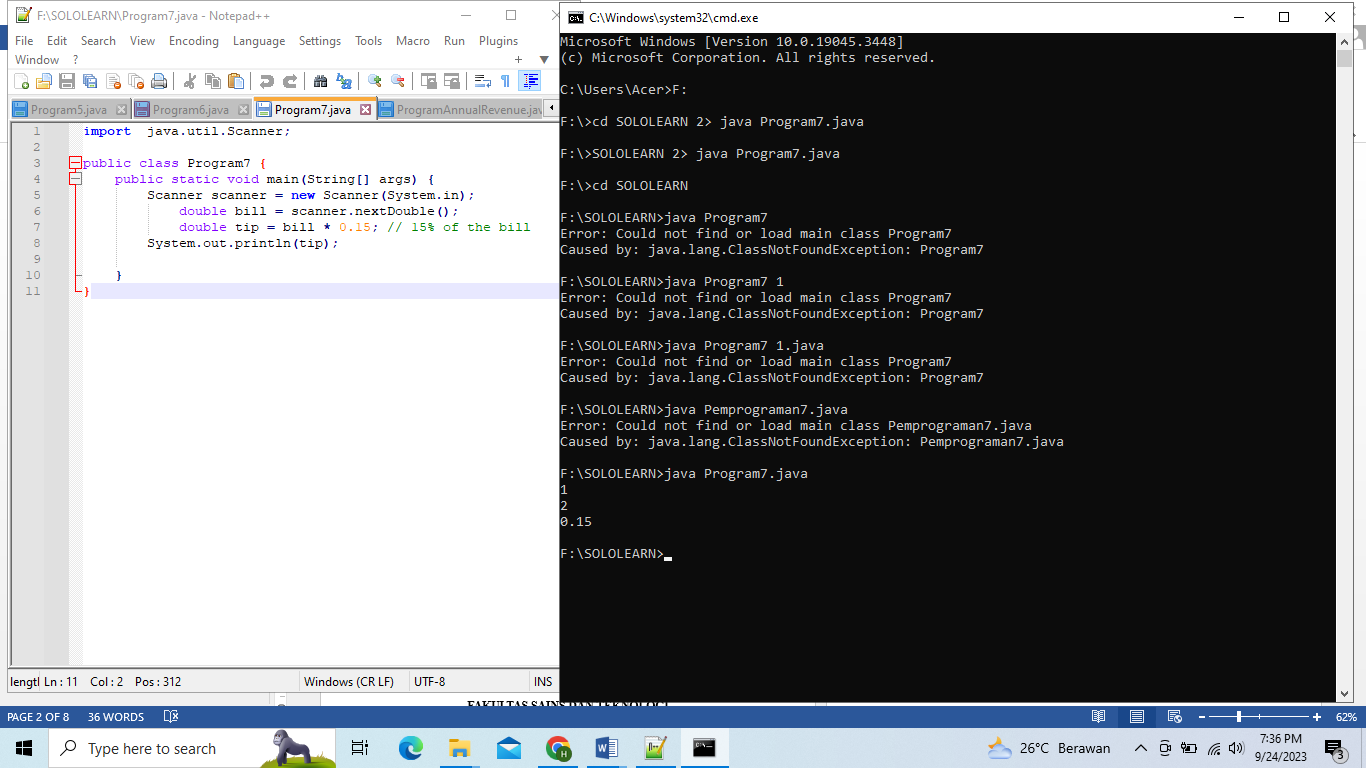 F:\SOLOLEARN\Program7.java - Notepad++
File Edit Search View Encoding Language Settings Tools Macro Run Plugins
Window ? + ▼
Program5.java Program6.java Program7.java ProgramAnnualRevenue.jav
1 import  java.util.Scanner;
2
3 public class Program7 {
4     public static void main(String[] args) {
5         Scanner scanner = new Scanner(System.in);
6             double bill = scanner.nextDouble();
7             double tip = bill * 0.15; // 15% of the bill
8         System.out.println(tip);
9
10     }
11 }
lengtl Ln : 11 Col : 2 Pos : 312 Windows (CR LF) UTF-8 INS
C:\Windows\system32\cmd.exe
Microsoft Windows [Version 10.0.19045.3448]
(c) Microsoft Corporation. All rights reserved.
C:\Users\Acer>F:
F:\>cd SOLOLEARN 2> java Program7.java
F:\>SOLOLEARN 2> java Program7.java
F:\>cd SOLOLEARN
F:\SOLOLEARN>java Program7
Error: Could not find or load main class Program7
Caused by: java.lang.ClassNotFoundException: Program7
F:\SOLOLEARN>java Program7 1
Error: Could not find or load main class Program7
Caused by: java.lang.ClassNotFoundException: Program7
F:\SOLOLEARN>java Program7 1.java
Error: Could not find or load main class Program7
Caused by: java.lang.ClassNotFoundException: Program7
F:\SOLOLEARN>java Pemprograman7.java
Error: Could not find or load main class Pemprograman7.java
Caused by: java.lang.ClassNotFoundException: Pemprograman7.java
F:\SOLOLEARN>java Program7.java
1
2
0.15
F:\SOLOLEARN>
FAKULTAS SAINS DAN TEKNOLOGI
PAGE 2 OF 8 36 WORDS 62%
Type here to search
26°C Berawan
7:36 PM
9/24/2023
3